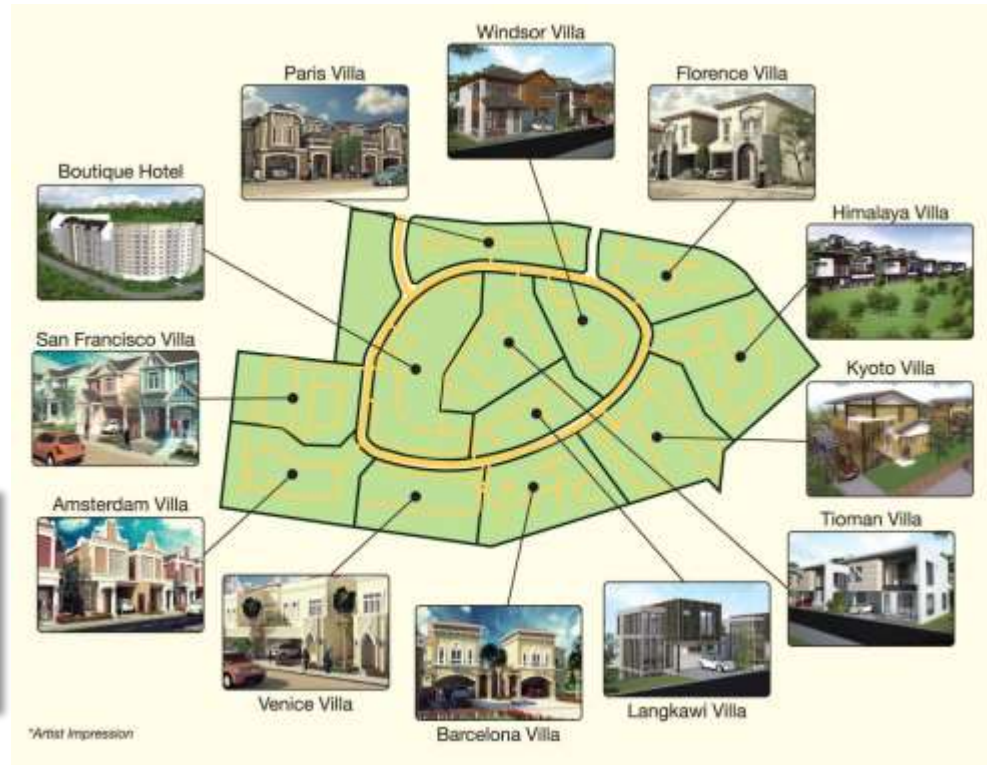 Windsor Villa
Paris Villa
Florence Villa
Boutique Hotel
Himalaya Villa
San Francisco Villa
Kyoto Villa
Amsterdam Villa
Tioman Villa
Venice Villa
Langkawi Villa
Barcelona Villa
*Artist Impression